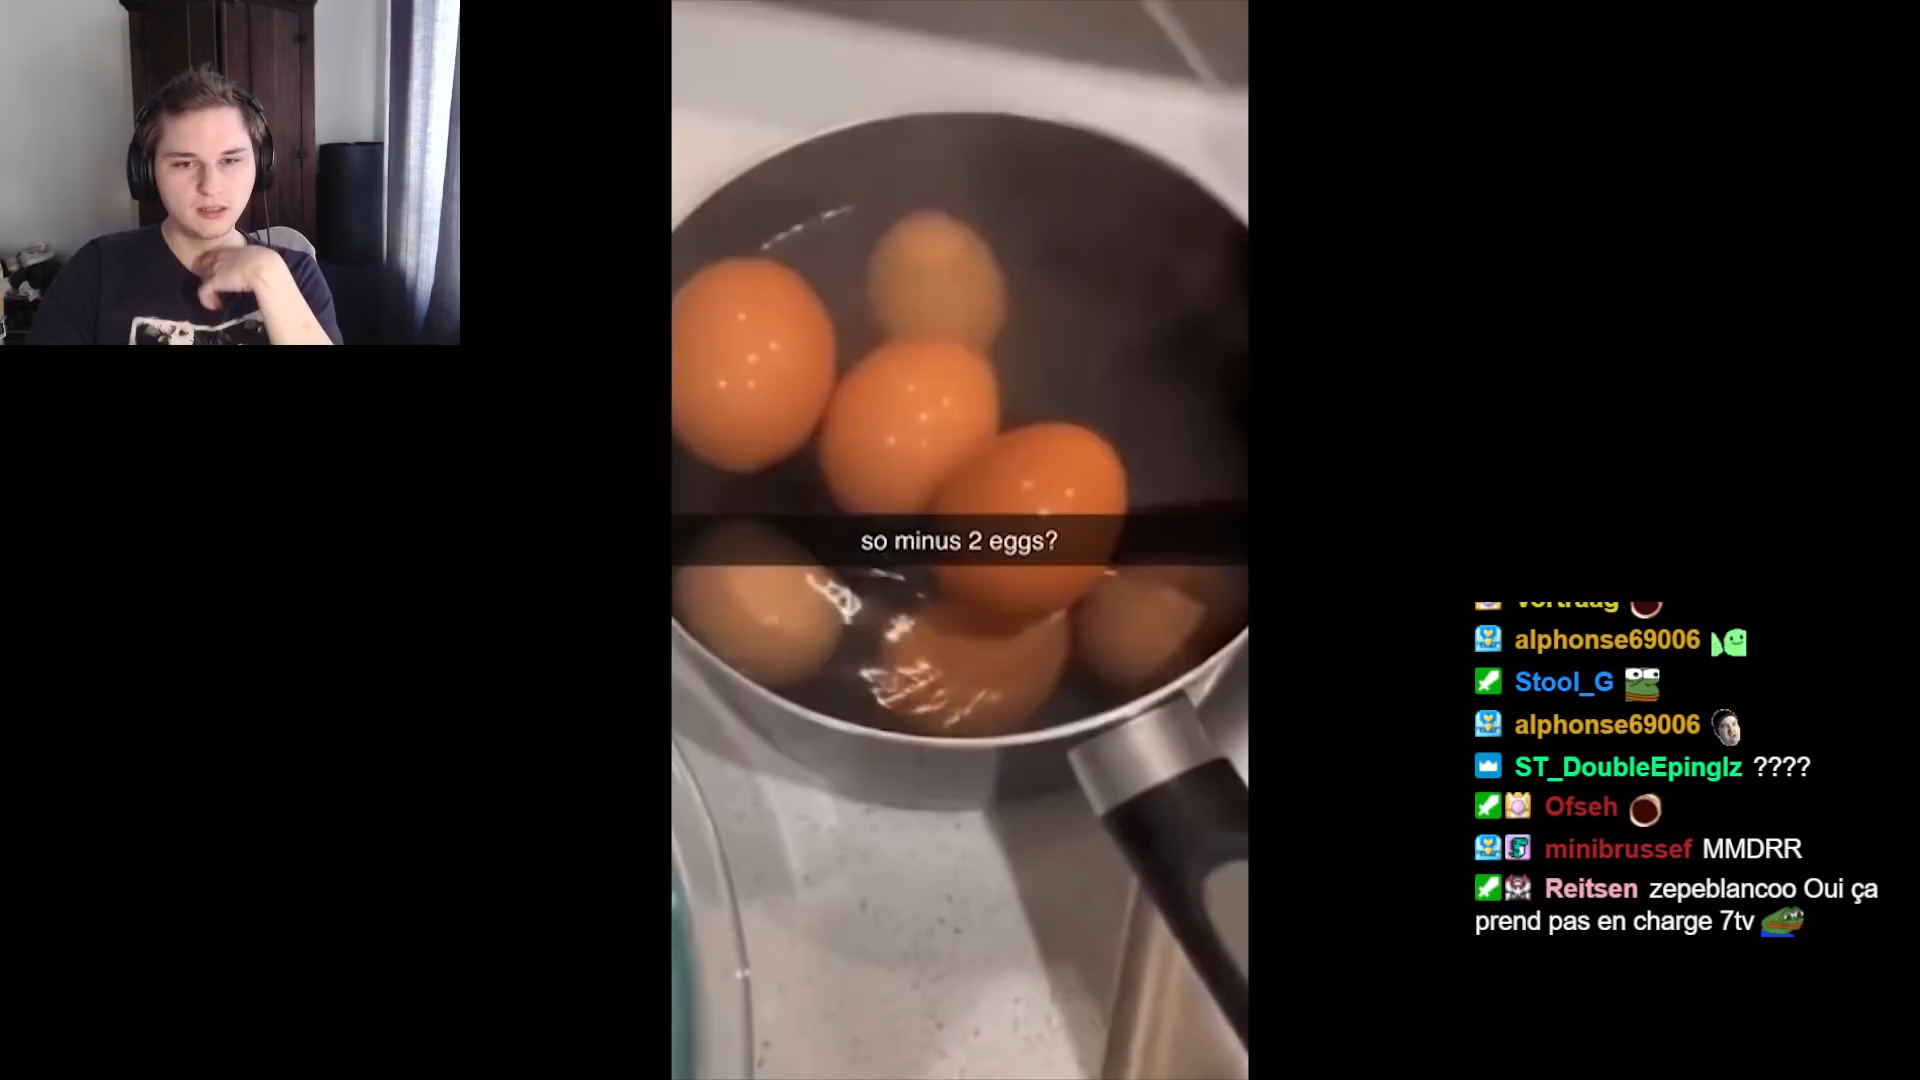 so minus 2 eggs?
Vortraag
alphonse69006
Stool_G
alphonse69006
ST_DoubleEpinglz ????
Ofseh
minibrussef MMDRR
Reitsen zepeblancoo Oui ça
prend pas en charge 7tv